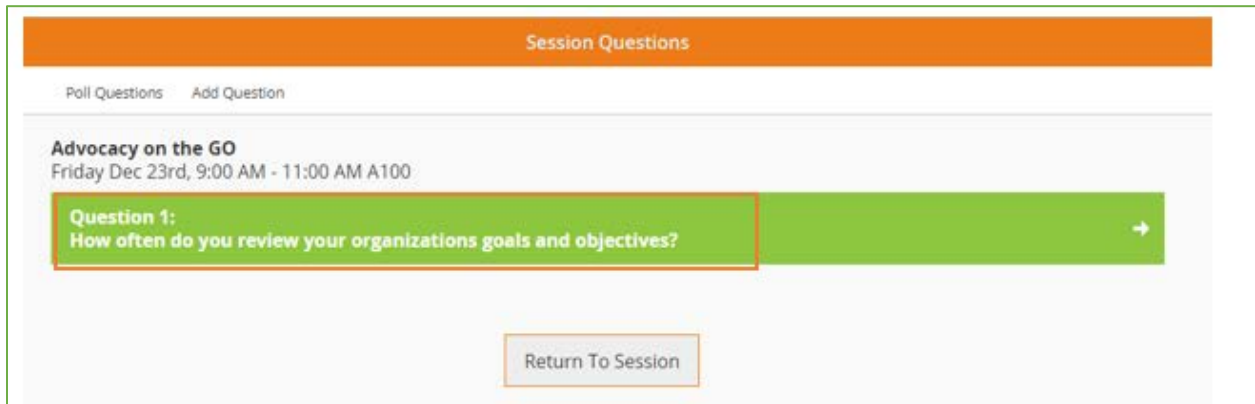 Session Questions
Poll Questions Add Question
Advocacy on the GO
Friday Dec 23rd, 9:00 AM - 11:00 AM A100
Question 1:
How often do you review your organizations goals and objectives?
Return To Session